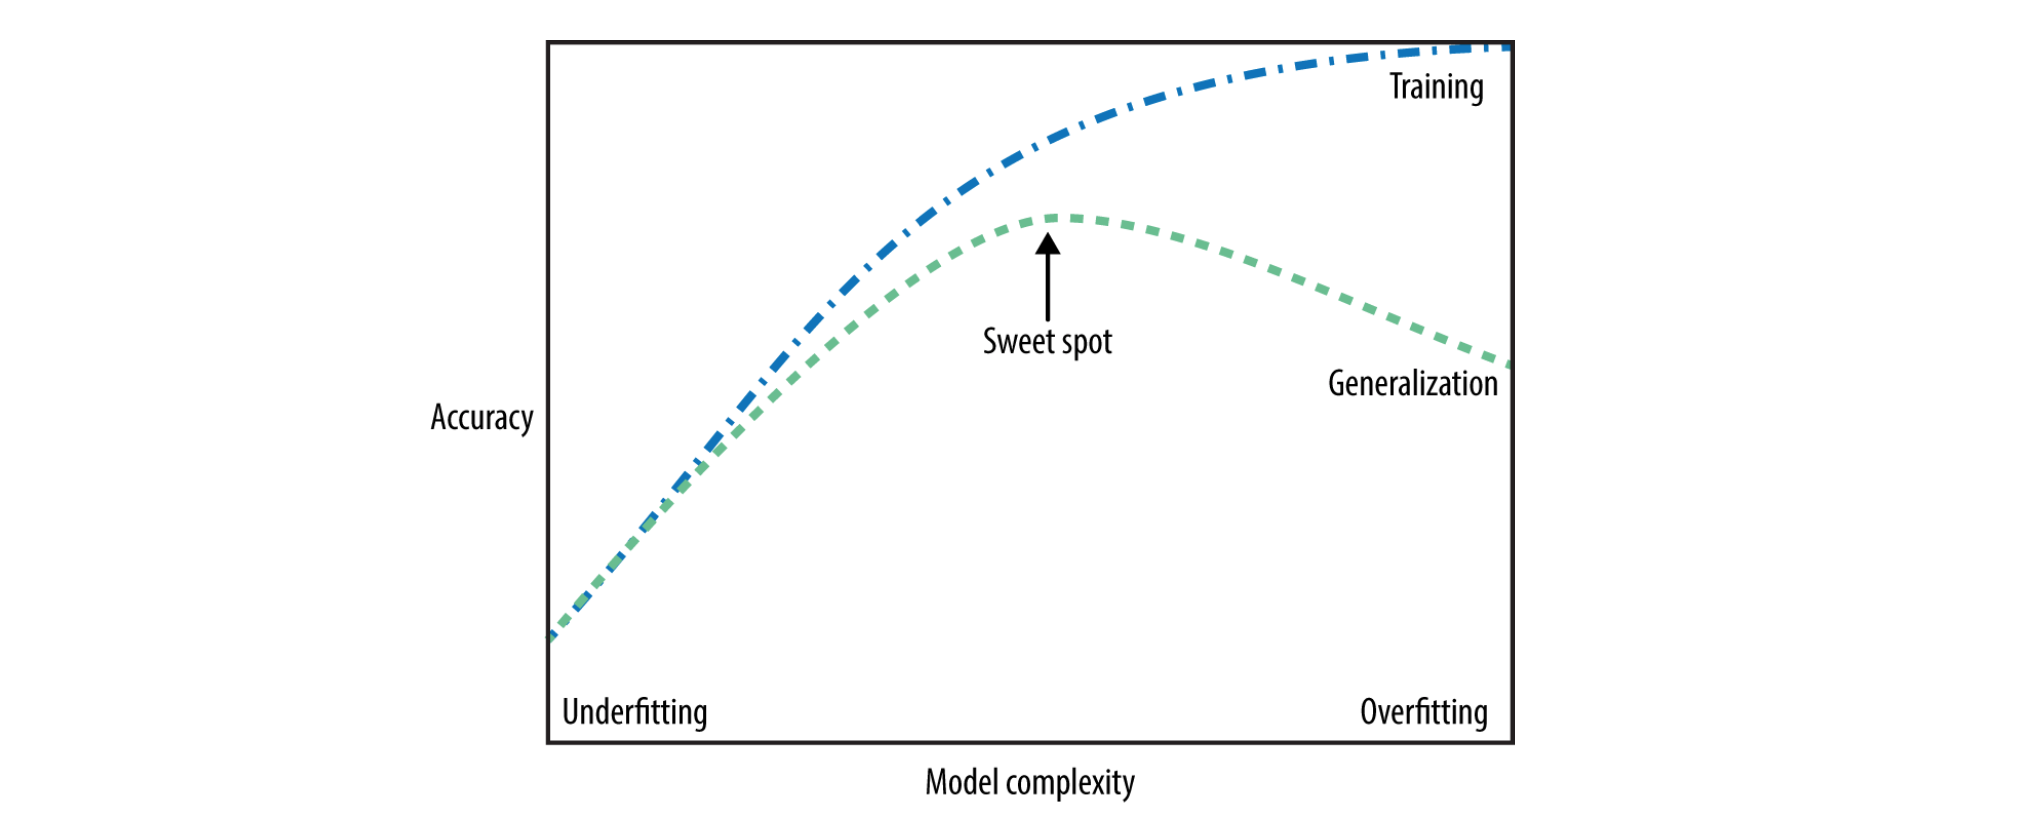 Training
Sweet spot
Generalization
Accuracy
Underfitting
Overfitting
Model complexity